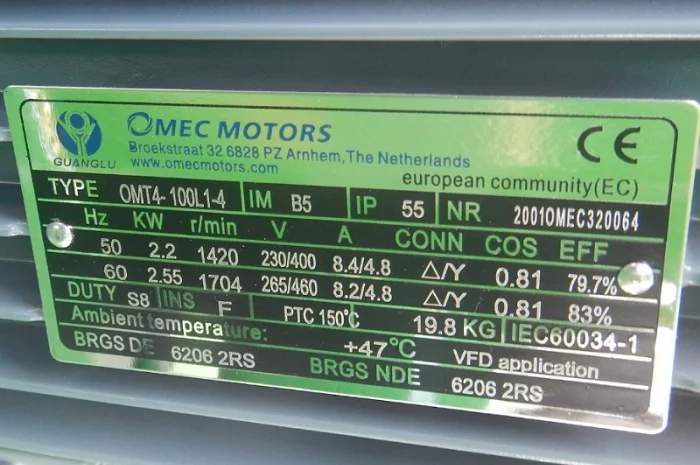 OMEC MOTORS
GUANGLU
Broekstraat 32 6828 PZ Arnhem, The Netherlands
www.omecmotors.com
CE
european community(EC)
TYPE OMT4-100L1-4 IM B5 IP 55 NR 2001OMEC320064
Hz KW r/min V A CONN COS EFF
50 2.2 1420 230/400 8.4/4.8 △/Y 0.81 79.7%
60 2.55 1704 265/460 8.2/4.8 △/Y 0.81 83%
DUTY S8 INS F PTC 150℃ 19.8 KG IEC60034-1
Ambient temperature: +47℃ VFD application
BRGS DE 6206 2RS BRGS NDE 6206 2RS